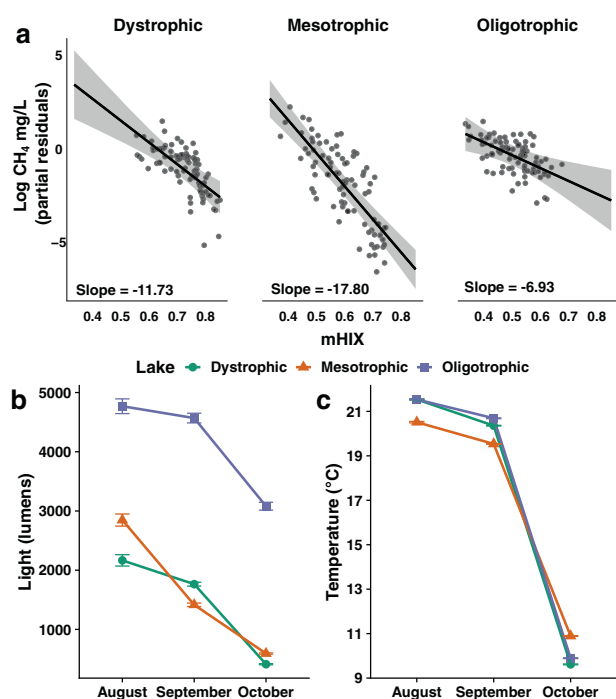 a
Dystrophic Mesotrophic Oligotrophic
Log CH4 mg/L
(partial residuals)
5
0
−5
Slope = -11.73 Slope = -17.80 Slope = -6.93
0.4 0.5 0.6 0.7 0.8 0.4 0.5 0.6 0.7 0.8 0.4 0.5 0.6 0.7 0.8
mHIX
Lake Dystrophic Mesotrophic Oligotrophic
b
Light (lumens)
5000
4000
3000
2000
1000
August September October
c
Temperature (°C)
21
19
17
15
13
11
9
August September October